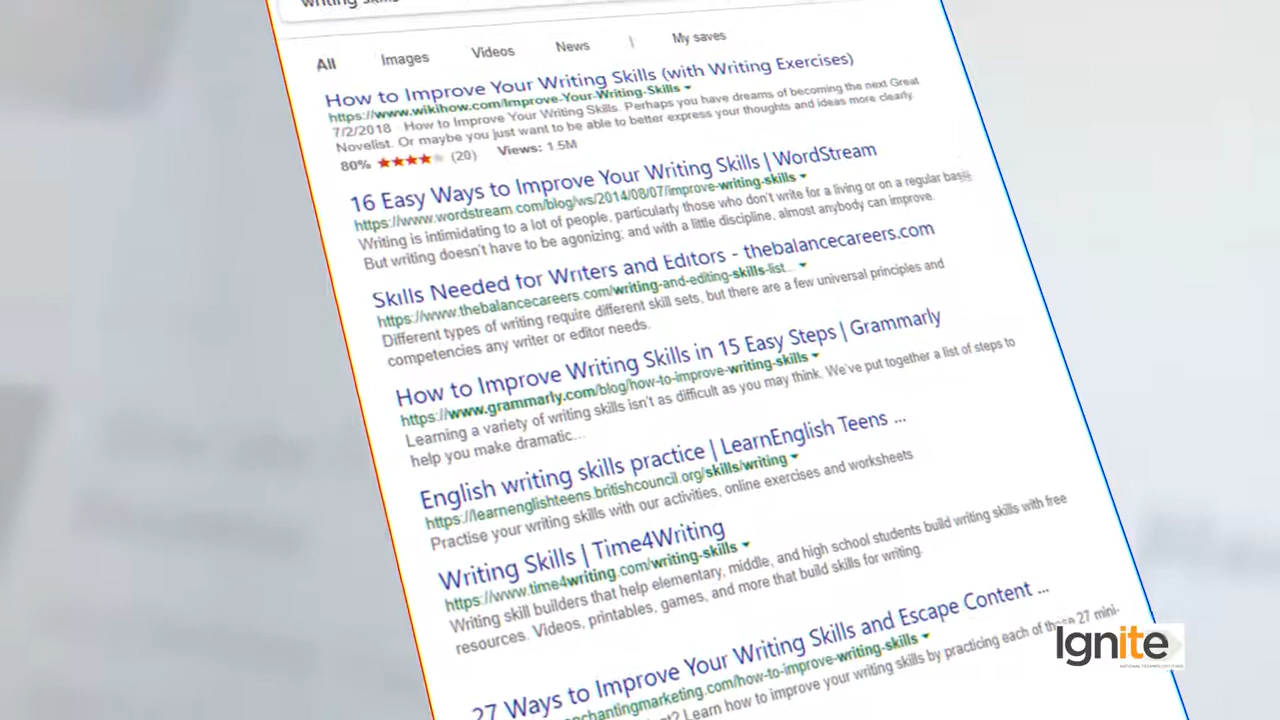 writing skills
All Images Videos News | My saves
How to Improve Your Writing Skills (with Writing Exercises)
https://www.wikihow.com/Improve-Your-Writing-Skills
7/2/2018 · How to Improve Your Writing Skills. Perhaps you have dreams of becoming the next Great
Novelist. Or maybe you just want to be able to better express your thoughts and ideas more clearly.
80% (20) Views: 1.5M
16 Easy Ways to Improve Your Writing Skills | WordStream
https://www.wordstream.com/blog/ws/2014/08/07/improve-writing-skills
Writing is intimidating to a lot of people, particularly those who don't write for a living or on a regular basis.
But writing doesn't have to be agonizing; and with a little discipline, almost anybody can improve.
Skills Needed for Writers and Editors - thebalancecareers.com
https://www.thebalancecareers.com/writing-and-editing-skills-list...
Different types of writing require different skill sets, but there are a few universal principles and
competencies any writer or editor needs.
How to Improve Writing Skills in 15 Easy Steps | Grammarly
https://www.grammarly.com/blog/how-to-improve-writing-skills
Learning a variety of writing skills isn't as difficult as you may think. We've put together a list of steps to
help you make dramatic...
English writing skills practice | LearnEnglish Teens ...
https://learnenglishteens.britishcouncil.org/skills/writing
Practise your writing skills with our activities, online exercises and worksheets
Writing Skills | Time4Writing
https://www.time4writing.com/writing-skills
Writing skill builders that help elementary, middle, and high school students build writing skills with free
resources. Videos, printables, games, and more that build skills for writing.
27 Ways to Improve Your Writing Skills and Escape Content ...
chantingmarketing.com/how-to-improve-writing-skills
Learn how to improve your writing skills by practicing each of these 27 mini-
Ignite
NATIONAL TECHNOLOGY FUND